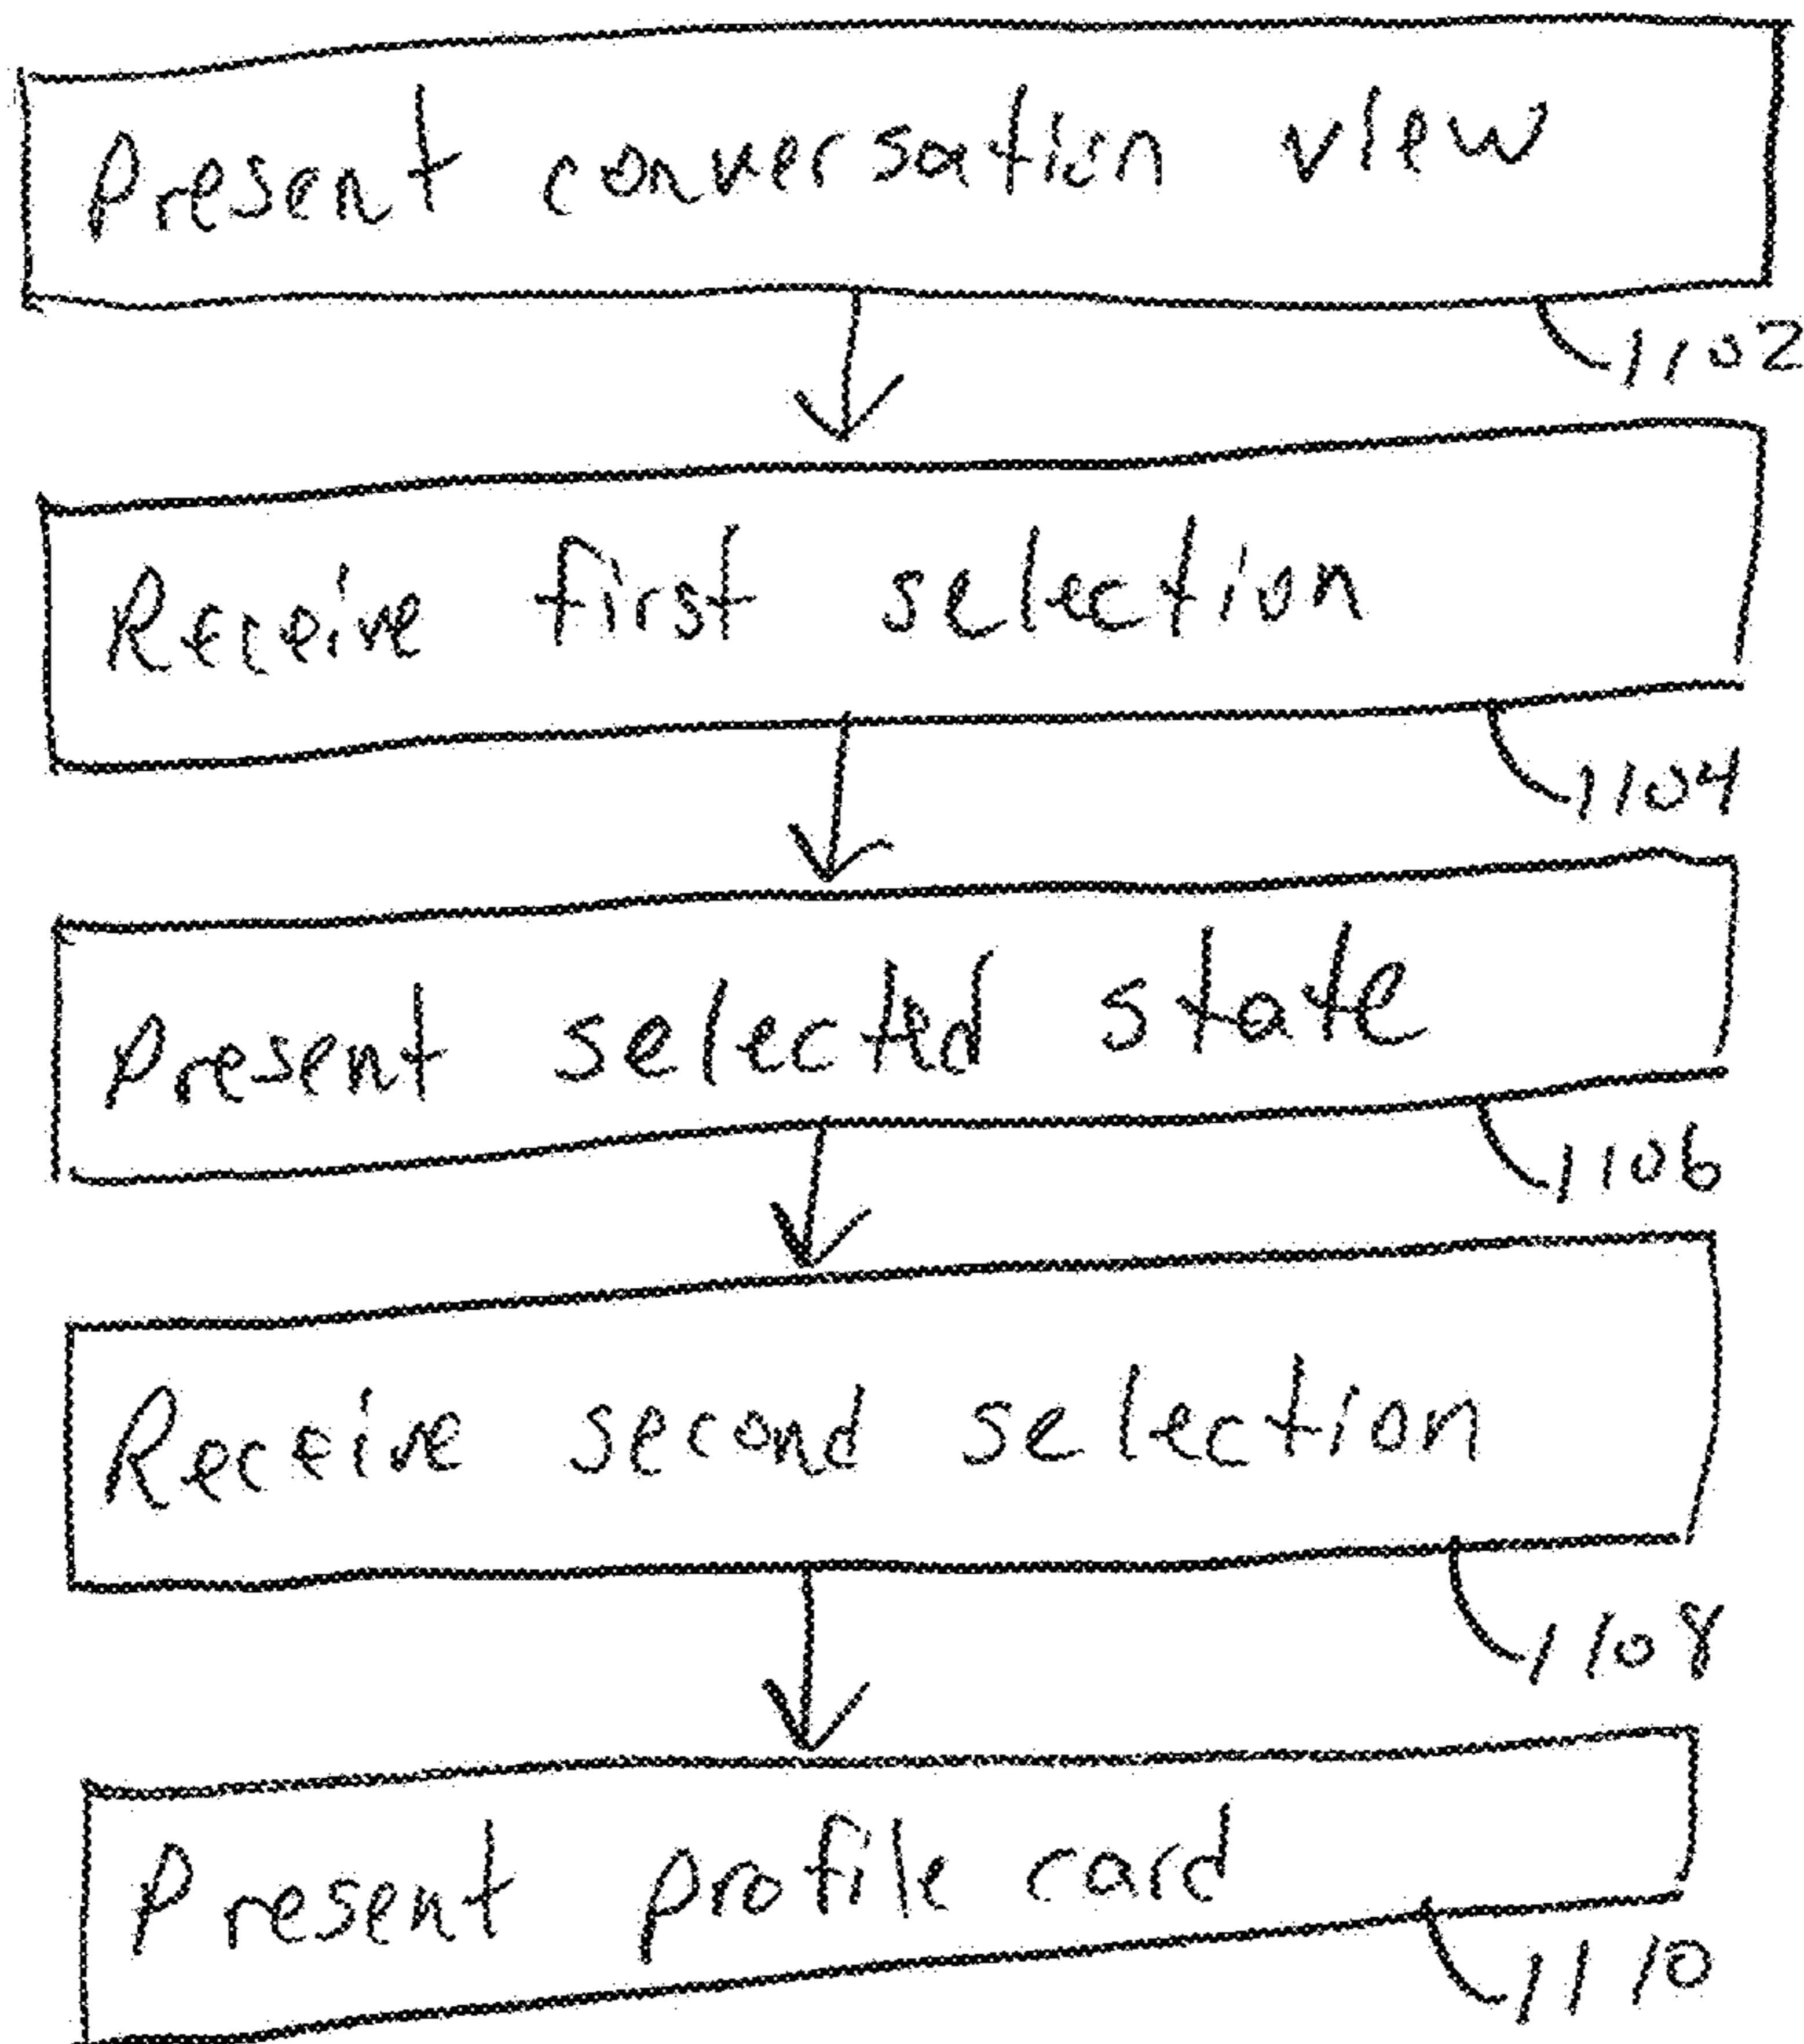 Present conversation view
1102
Receive first selection
1104
Present selected state
1106
Receive second selection
1108
Present profile card
1110